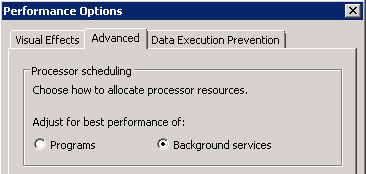 Performance Options
Visual Effects Advanced Data Execution Prevention
Processor scheduling
Choose how to allocate processor resources.
Adjust for best performance of:
Programs Background services